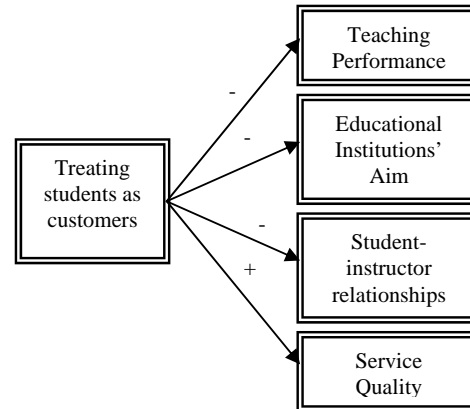 Treating
students as
customers
-
-
-
+
Teaching
Performance
Educational
Institutions’
Aim
Student-
instructor
relationships
Service
Quality